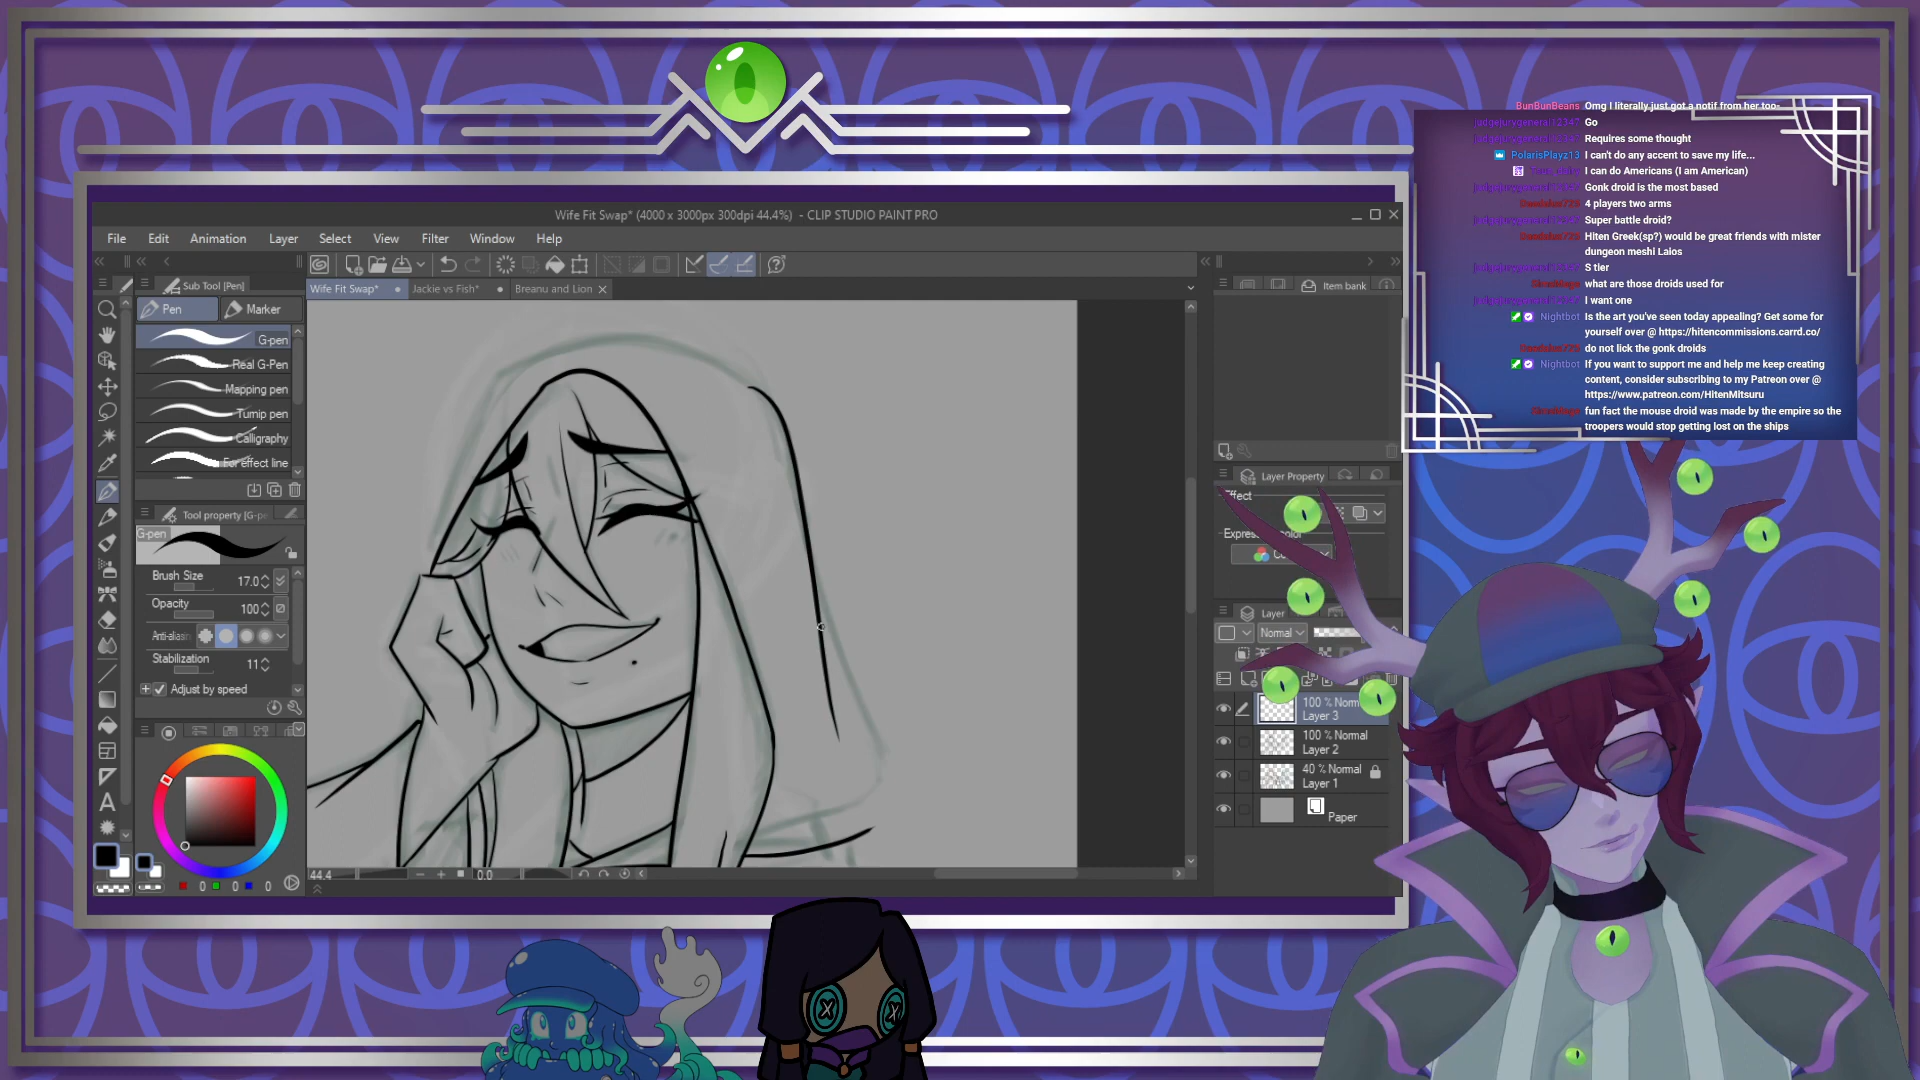 BunBunBeans Omg I literally just got a notif from her too-
judgejurygeneral12347 Go
judgejurygeneral12347 Requires some thought
PolarisPlayz13 I can't do any accent to save my life...
I can do Americans (I am American)
judgejurygeneral12347 Gonk droid is the most based
4 players two arms
judgejurygeneral12347 Super battle droid?
Hiten Greek(sp?) would be great friends with mister
dungeon meshi Laios
judgejurygeneral12347 S tier
what are those droids used for
judgejurygeneral12347 I want one
Nightbot Is the art you've seen today appealing? Get some for
yourself over @ https://hitencommissions.carrd.co/
do not lick the gonk droids
Nightbot If you want to support me and help me keep creating
content, consider subscribing to my Patreon over @
https://www.patreon.com/HitenMitsuru
fun fact the mouse droid was made by the empire so the
troopers would stop getting lost on the ships
Wife Fit Swap* (4000 x 3000px 300dpi 44.4%) - CLIP STUDIO PAINT PRO
File Edit Animation Layer Select View Filter Window Help
Sub Tool [Pen]
Wife Fit Swap* Jackie vs Fish* Breanu and Lion
Item bank
Pen Marker
G-pen
Real G-Pen
Mapping pen
Turnip pen
Calligraphy
For effect line
Layer Property
Effect
Tool property [G-pe
G-pen
Brush Size 17.0
Opacity 100
Anti-alias
Stabilization 11
Adjust by speed
Layer
Normal
100 % Norm
Layer 3
100 % Normal
Layer 2
40 % Normal
Layer 1
Paper
44.4 0.0
0 0 0